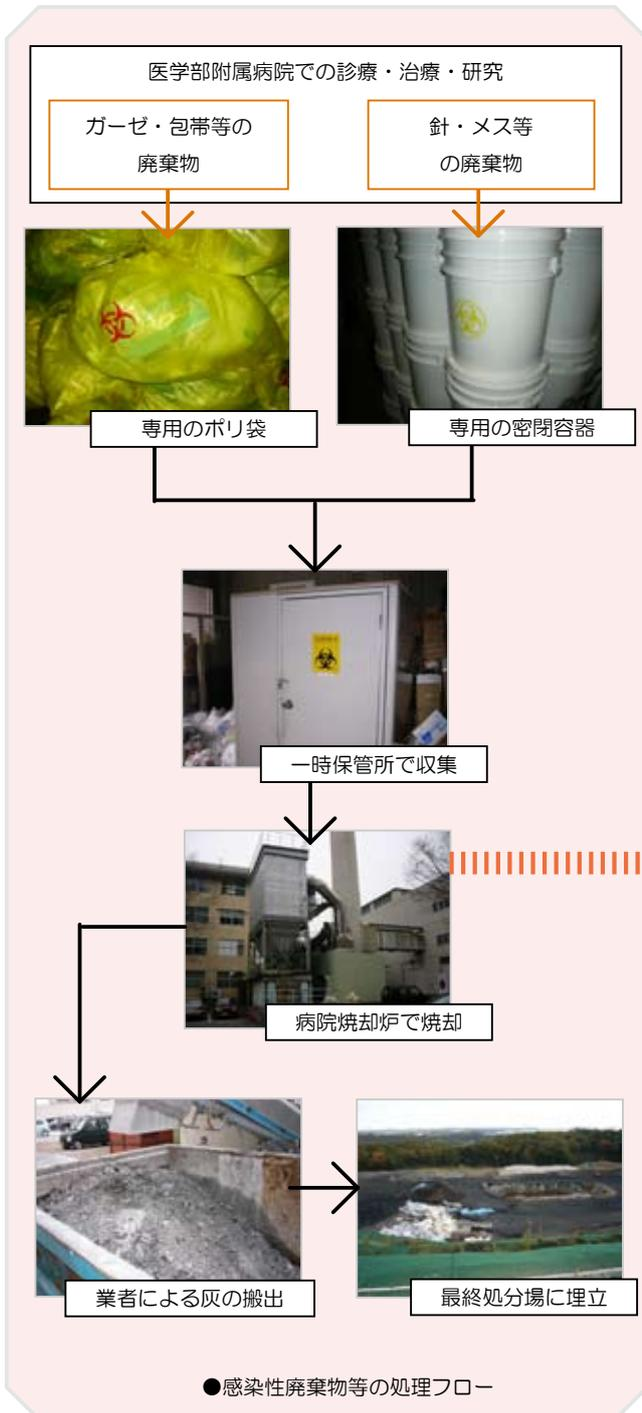 医学部附属病院での診療・治療・研究
ガーゼ・包帯等の
廃棄物
針・メス等
の廃棄物
専用のポリ袋
専用の密閉容器
一時保管所で収集
病院焼却炉で焼却
業者による灰の搬出
最終処分場に埋立
●感染性廃棄物等の処理フロー